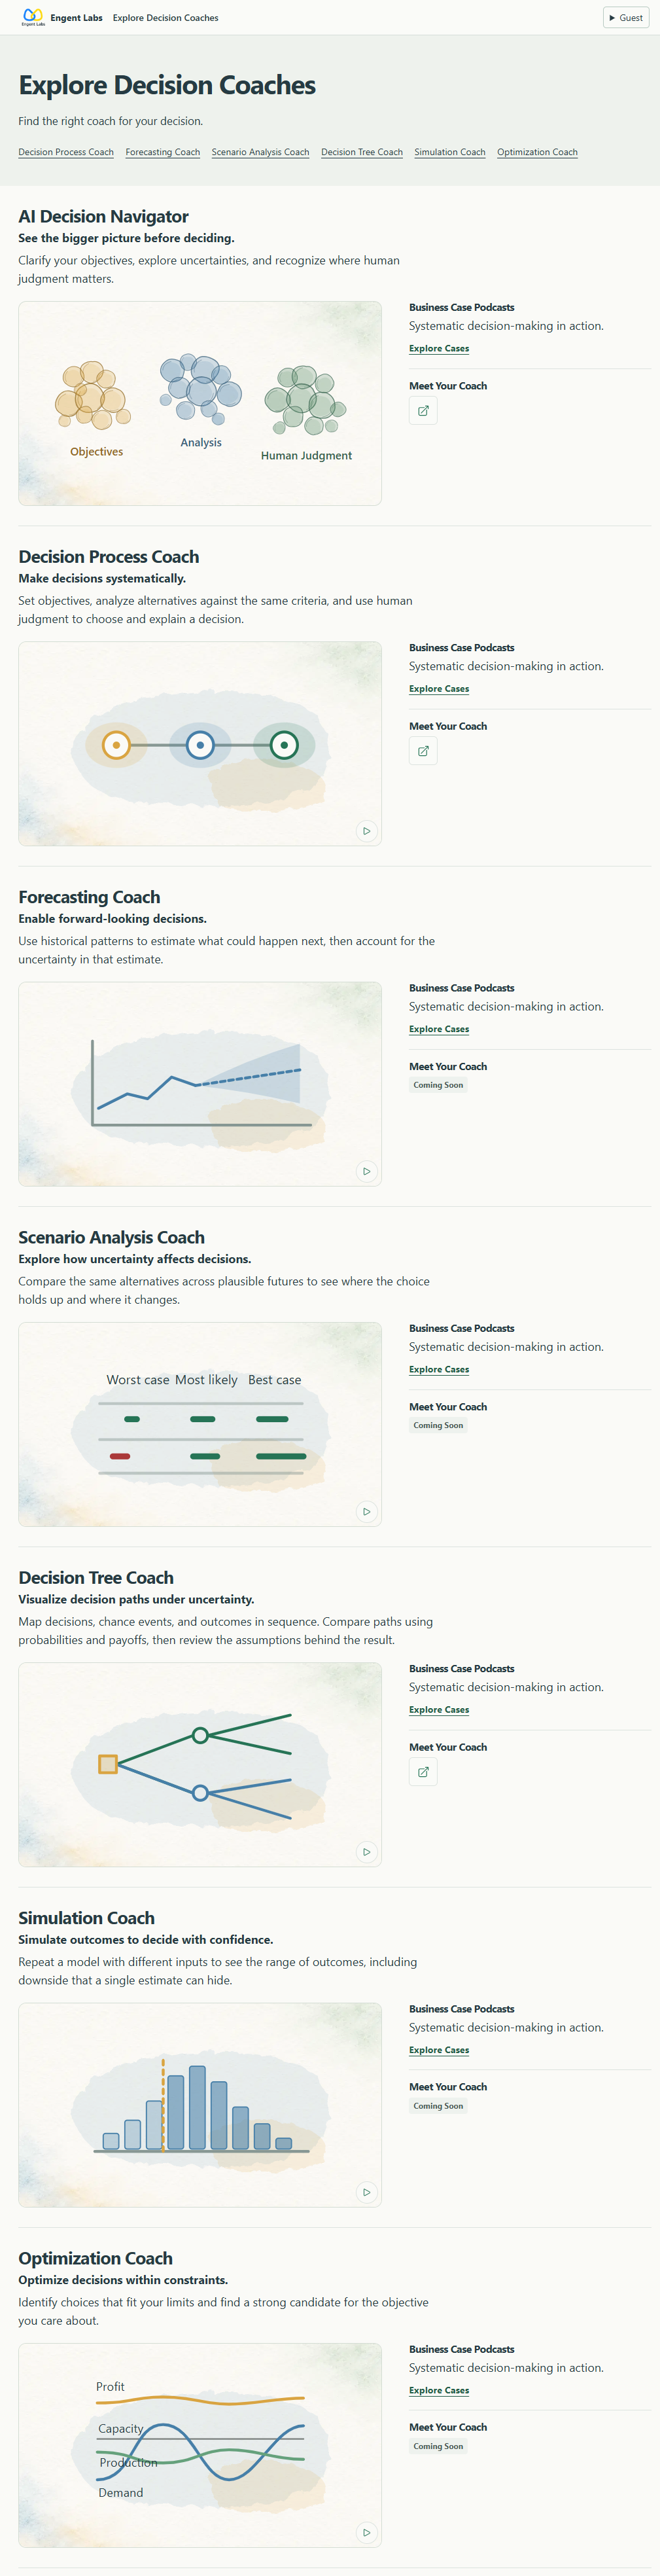 Engent Labs
Engent Labs Explore Decision Coaches
Guest
Explore Decision Coaches
Find the right coach for your decision.
Decision Process Coach Forecasting Coach Scenario Analysis Coach Decision Tree Coach Simulation Coach Optimization Coach
AI Decision Navigator
See the bigger picture before deciding.
Clarify your objectives, explore uncertainties, and recognize where human
judgment matters.
Objectives
Analysis
Human Judgment
Business Case Podcasts
Systematic decision-making in action.
Explore Cases
Meet Your Coach
Decision Process Coach
Make decisions systematically.
Set objectives, analyze alternatives against the same criteria, and use human
judgment to choose and explain a decision.
Business Case Podcasts
Systematic decision-making in action.
Explore Cases
Meet Your Coach
Forecasting Coach
Enable forward-looking decisions.
Use historical patterns to estimate what could happen next, then account for the
uncertainty in that estimate.
Business Case Podcasts
Systematic decision-making in action.
Explore Cases
Meet Your Coach
Coming Soon
Scenario Analysis Coach
Explore how uncertainty affects decisions.
Compare the same alternatives across plausible futures to see where the choice
holds up and where it changes.
Worst case Most likely Best case
Business Case Podcasts
Systematic decision-making in action.
Explore Cases
Meet Your Coach
Coming Soon
Decision Tree Coach
Visualize decision paths under uncertainty.
Map decisions, chance events, and outcomes in sequence. Compare paths using
probabilities and payoffs, then review the assumptions behind the result.
Business Case Podcasts
Systematic decision-making in action.
Explore Cases
Meet Your Coach
Simulation Coach
Simulate outcomes to decide with confidence.
Repeat a model with different inputs to see the range of outcomes, including
downside that a single estimate can hide.
Business Case Podcasts
Systematic decision-making in action.
Explore Cases
Meet Your Coach
Coming Soon
Optimization Coach
Optimize decisions within constraints.
Identify choices that fit your limits and find a strong candidate for the objective
you care about.
Profit
Capacity
Production
Demand
Business Case Podcasts
Systematic decision-making in action.
Explore Cases
Meet Your Coach
Coming Soon